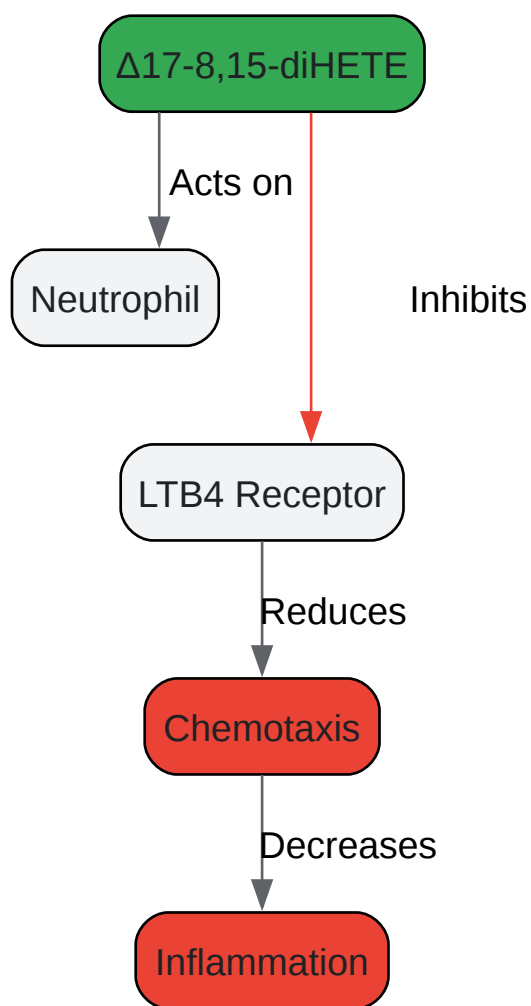 Δ17-8,15-diHETE
Acts on
Neutrophil
Inhibits
LTB4 Receptor
Reduces
Chemotaxis
Decreases
Inflammation